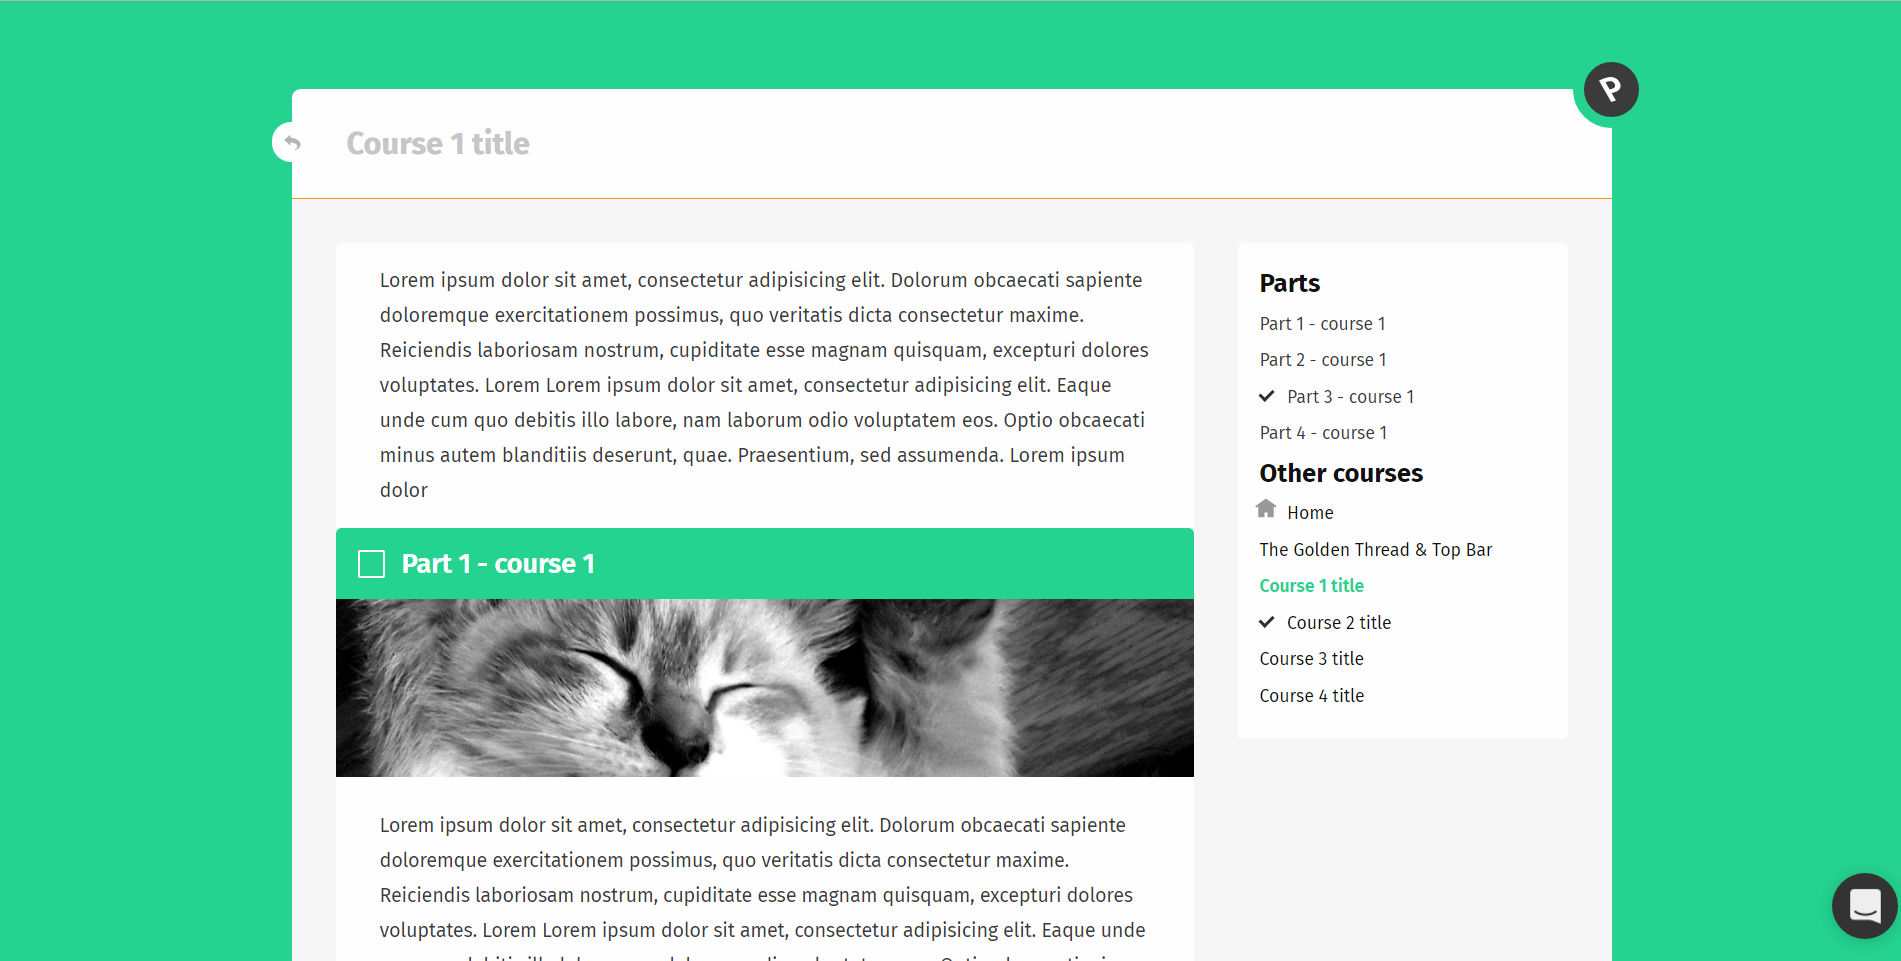 P
Course 1 title
Lorem ipsum dolor sit amet, consectetur adipisicing elit. Dolorum obcaecati sapiente
doloremque exercitationem possimus, quo veritatis dicta consectetur maxime.
Reiciendis laboriosam nostrum, cupiditate esse magnam quisquam, excepturi dolores
voluptates. Lorem Lorem ipsum dolor sit amet, consectetur adipisicing elit. Eaque
unde cum quo debitis illo labore, nam laborum odio voluptatem eos. Optio obcaecati
minus autem blanditiis deserunt, quae. Praesentium, sed assumenda. Lorem ipsum
dolor
Part 1 - course 1
Lorem ipsum dolor sit amet, consectetur adipisicing elit. Dolorum obcaecati sapiente
doloremque exercitationem possimus, quo veritatis dicta consectetur maxime.
Reiciendis laboriosam nostrum, cupiditate esse magnam quisquam, excepturi dolores
voluptates. Lorem Lorem ipsum dolor sit amet, consectetur adipisicing elit. Eaque unde
Parts
Part 1 - course 1
Part 2 - course 1
Part 3 - course 1
Part 4 - course 1
Other courses
Home
The Golden Thread & Top Bar
Course 1 title
Course 2 title
Course 3 title
Course 4 title